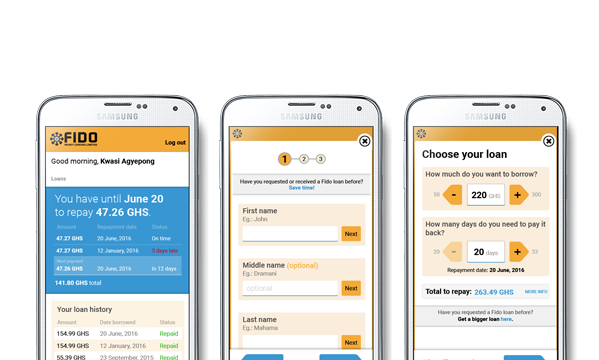 SAMSUNG
FIDO
Log out
Good morning, Kwasi Agyepong
Loans
You have until June 20
to repay 47.26 GHS.
Amount Repayment date Status
47.27 GHS 20 June, 2016 On time
47.27 GHS 12 January, 2016 3 days late
Next payment
47.26 GHS 20 June, 2016 In 12 days
141.80 GHS total
Your loan history
Amount Date borrowed Status
154.99 GHS 20 June, 2016 Repaid
154.99 GHS 12 January, 2016 Repaid
55.39 GHS 23 September, 2015 Repaid
SAMSUNG
1 2 3
Have you requested or received a Fido loan before?
Save time!
First name
Eg.: John
Next
Middle name (optional)
Eg.: Dramani
optional
Next
Last name
Eg.: Mahama
Next
SAMSUNG
Choose your loan
How much do you want to borrow?
50 - 220 GHS + 300
How many days do you need to pay it
back?
20 - 20 days + 33
Repayment date: 20 June, 2016
Total to repay: 263.49 GHS MORE INFO
Have you requested a Fido loan before?
Get a bigger loan here.